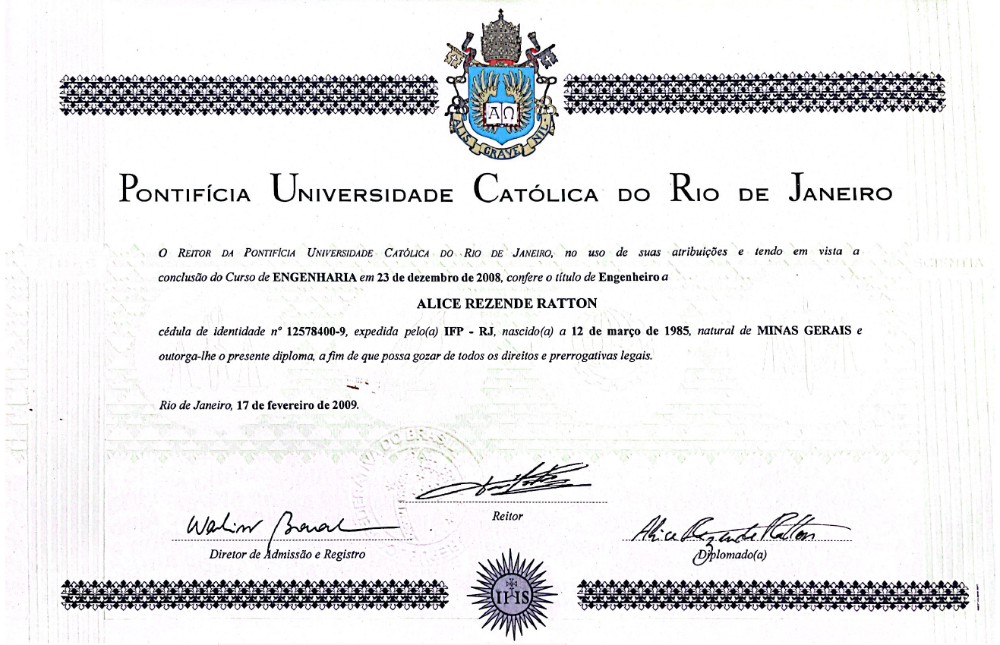 ΑΩ
ALIS GRAVE NIL
PONTIFÍCIA UNIVERSIDADE CATÓLICA DO RIO DE JANEIRO
O REITOR DA PONTIFÍCIA UNIVERSIDADE CATÓLICA DO RIO DE JANEIRO, no uso de suas atribuições e tendo em vista a
conclusão do Curso de ENGENHARIA em 23 de dezembro de 2008, confere o título de Engenheiro a
ALICE REZENDE RATTON
cédula de identidade nº 12578400-9, expedida pelo(a) IFP - RJ, nascido(a) a 12 de março de 1985, natural de MINAS GERAIS e
outorga-lhe o presente diploma, a fim de que possa gozar de todos os direitos e prerrogativas legais.
Rio de Janeiro, 17 de fevereiro de 2009.
DO BRASIL
Reitor
Diretor de Admissão e Registro
Alice Rezende Ratton
Diplomado(a)
IHS